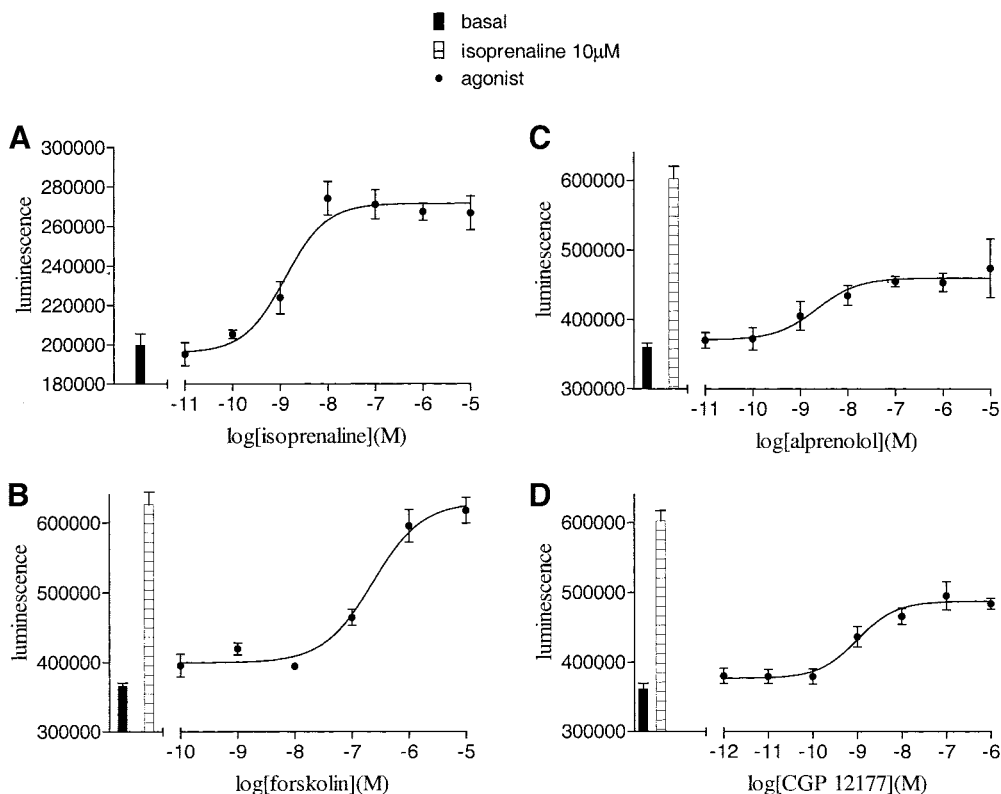 basal
isoprenaline 10µM
agonist
A
luminescence
300000
280000
260000
240000
220000
200000
180000
-11 -10 -9 -8 -7 -6 -5
log[isoprenaline](M)
C
luminescence
600000
500000
400000
300000
-11 -10 -9 -8 -7 -6 -5
log[alprenolol](M)
B
luminescence
600000
500000
400000
300000
-10 -9 -8 -7 -6 -5
log[forskolin](M)
D
luminescence
600000
500000
400000
300000
-12 -11 -10 -9 -8 -7 -6
log[CGP 12177](M)